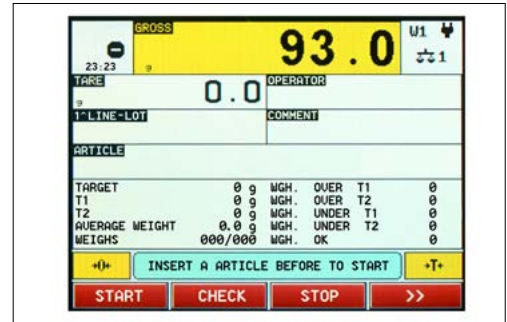 GROSS
93.0
W1
23:23
g
1
TARE
g
0.0
OPERATOR
1^LINE-LOT
COMMENT
ARTICLE
TARGET 0 g WGH. OVER T1 0
T1 0 g WGH. OVER T2 0
T2 0 g WGH. UNDER T1 0
AVERAGE WEIGHT 0.0 g WGH. UNDER T2 0
WEIGHS 000/000 WGH. OK 0
→0← INSERT A ARTICLE BEFORE TO START →T←
START CHECK STOP >>